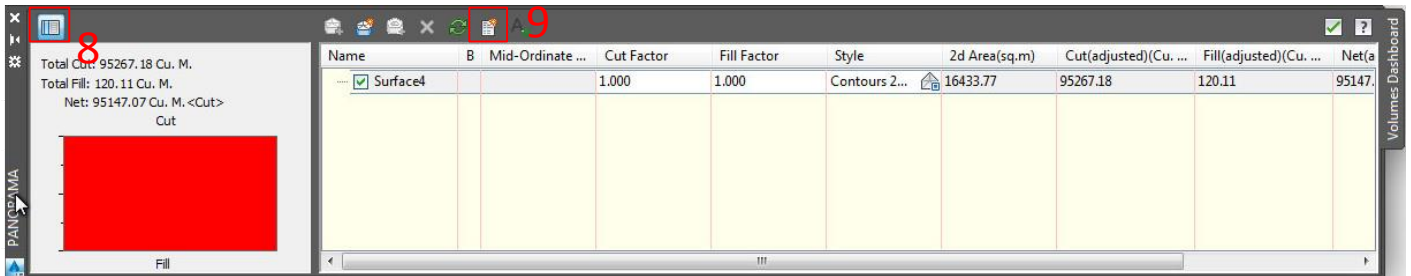 8
9
A
Total Cut: 95267.18 Cu. M.
Total Fill: 120.11 Cu. M.
Net: 95147.07 Cu. M.<Cut>
Cut
Fill
Name B Mid-Ordinate ... Cut Factor Fill Factor Style 2d Area(sq.m) Cut(adjusted)(Cu. ... Fill(adjusted)(Cu. ... Net(a
Surface4 1.000 1.000 Contours 2... 16433.77 95267.18 120.11 95147.
PANORAMA
Volumes Dashboard